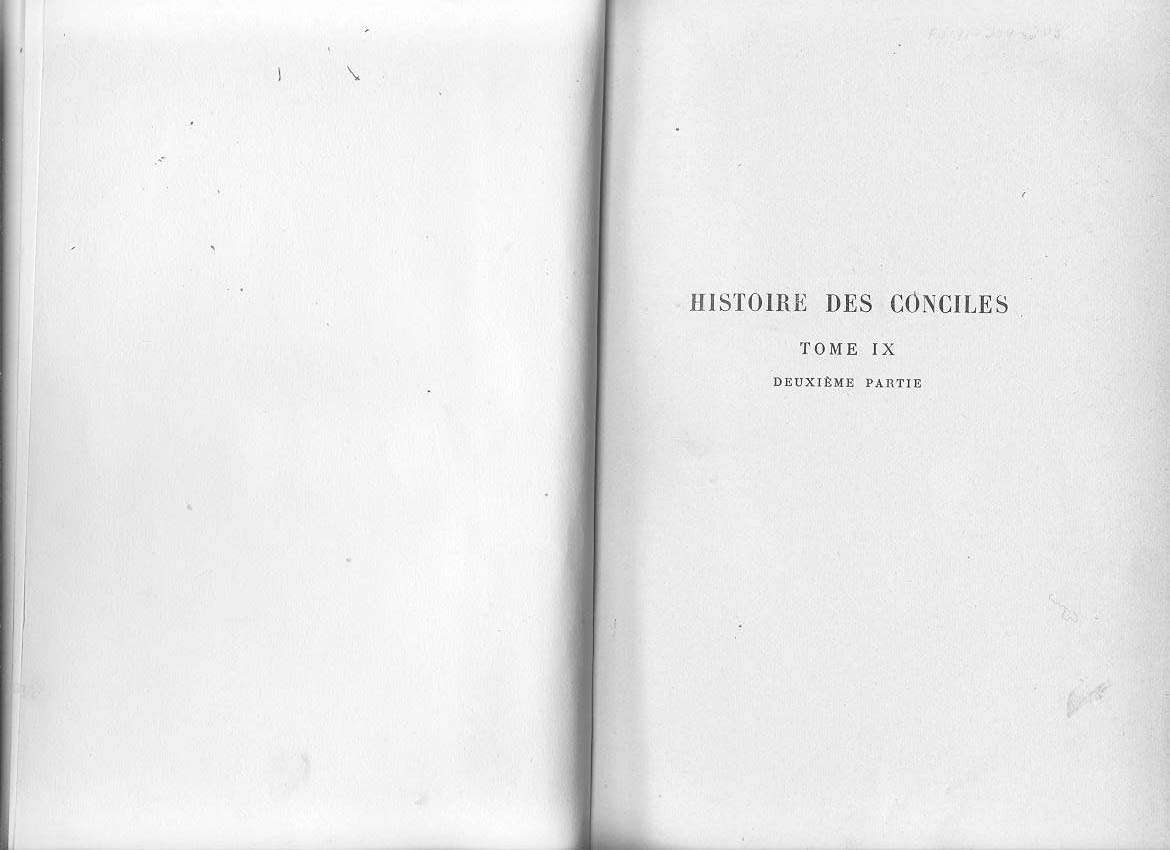 HISTOIRE DES CONCILES
TOME IX
DEUXIÈME PARTIE